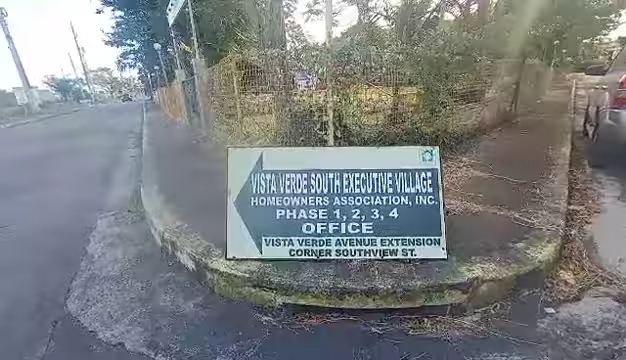 VISTA VERDE SOUTH EXECUTIVE VILLAGE
HOMEOWNERS ASSOCIATION, INC.
PHASE 1, 2, 3, 4
OFFICE
VISTA VERDE AVENUE EXTENSION
CORNER SOUTHVIEW ST.